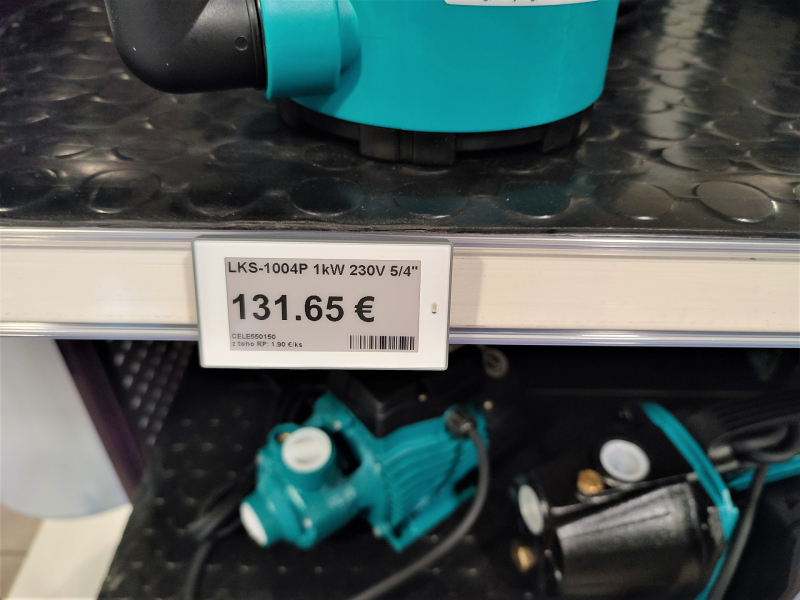 LKS-1004P 1kW 230V 5/4"
131.65 €
CELE550150
z toho RP: 1.90 €/ks